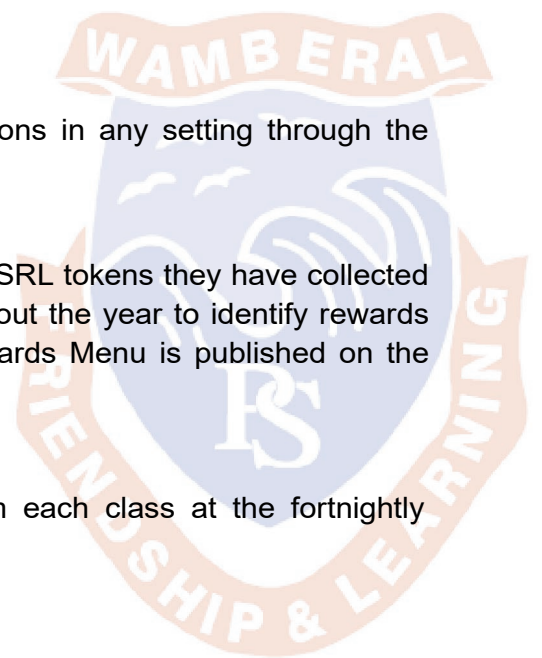 WAMBERAL
ons in any setting through the
SRL tokens they have collected
out the year to identify rewards
ards Menu is published on the
PS
n each class at the fortnightly
FRIENDSHIP & LEARNING